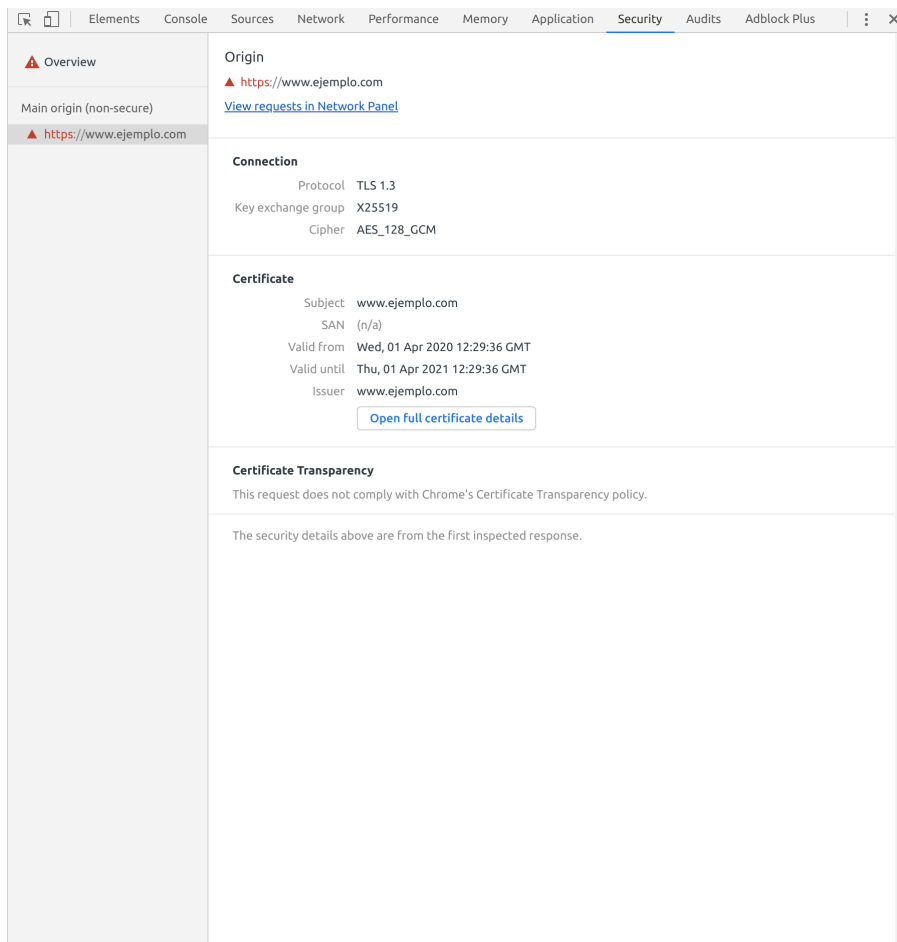 Elements Console Sources Network Performance Memory Application Security Audits Adblock Plus
Overview
Main origin (non-secure)
https://www.ejemplo.com
Origin
https://www.ejemplo.com
View requests in Network Panel
Connection
Protocol TLS 1.3
Key exchange group X25519
Cipher AES_128_GCM
Certificate
Subject www.ejemplo.com
SAN (n/a)
Valid from Wed, 01 Apr 2020 12:29:36 GMT
Valid until Thu, 01 Apr 2021 12:29:36 GMT
Issuer www.ejemplo.com
Open full certificate details
Certificate Transparency
This request does not comply with Chrome's Certificate Transparency policy.
The security details above are from the first inspected response.